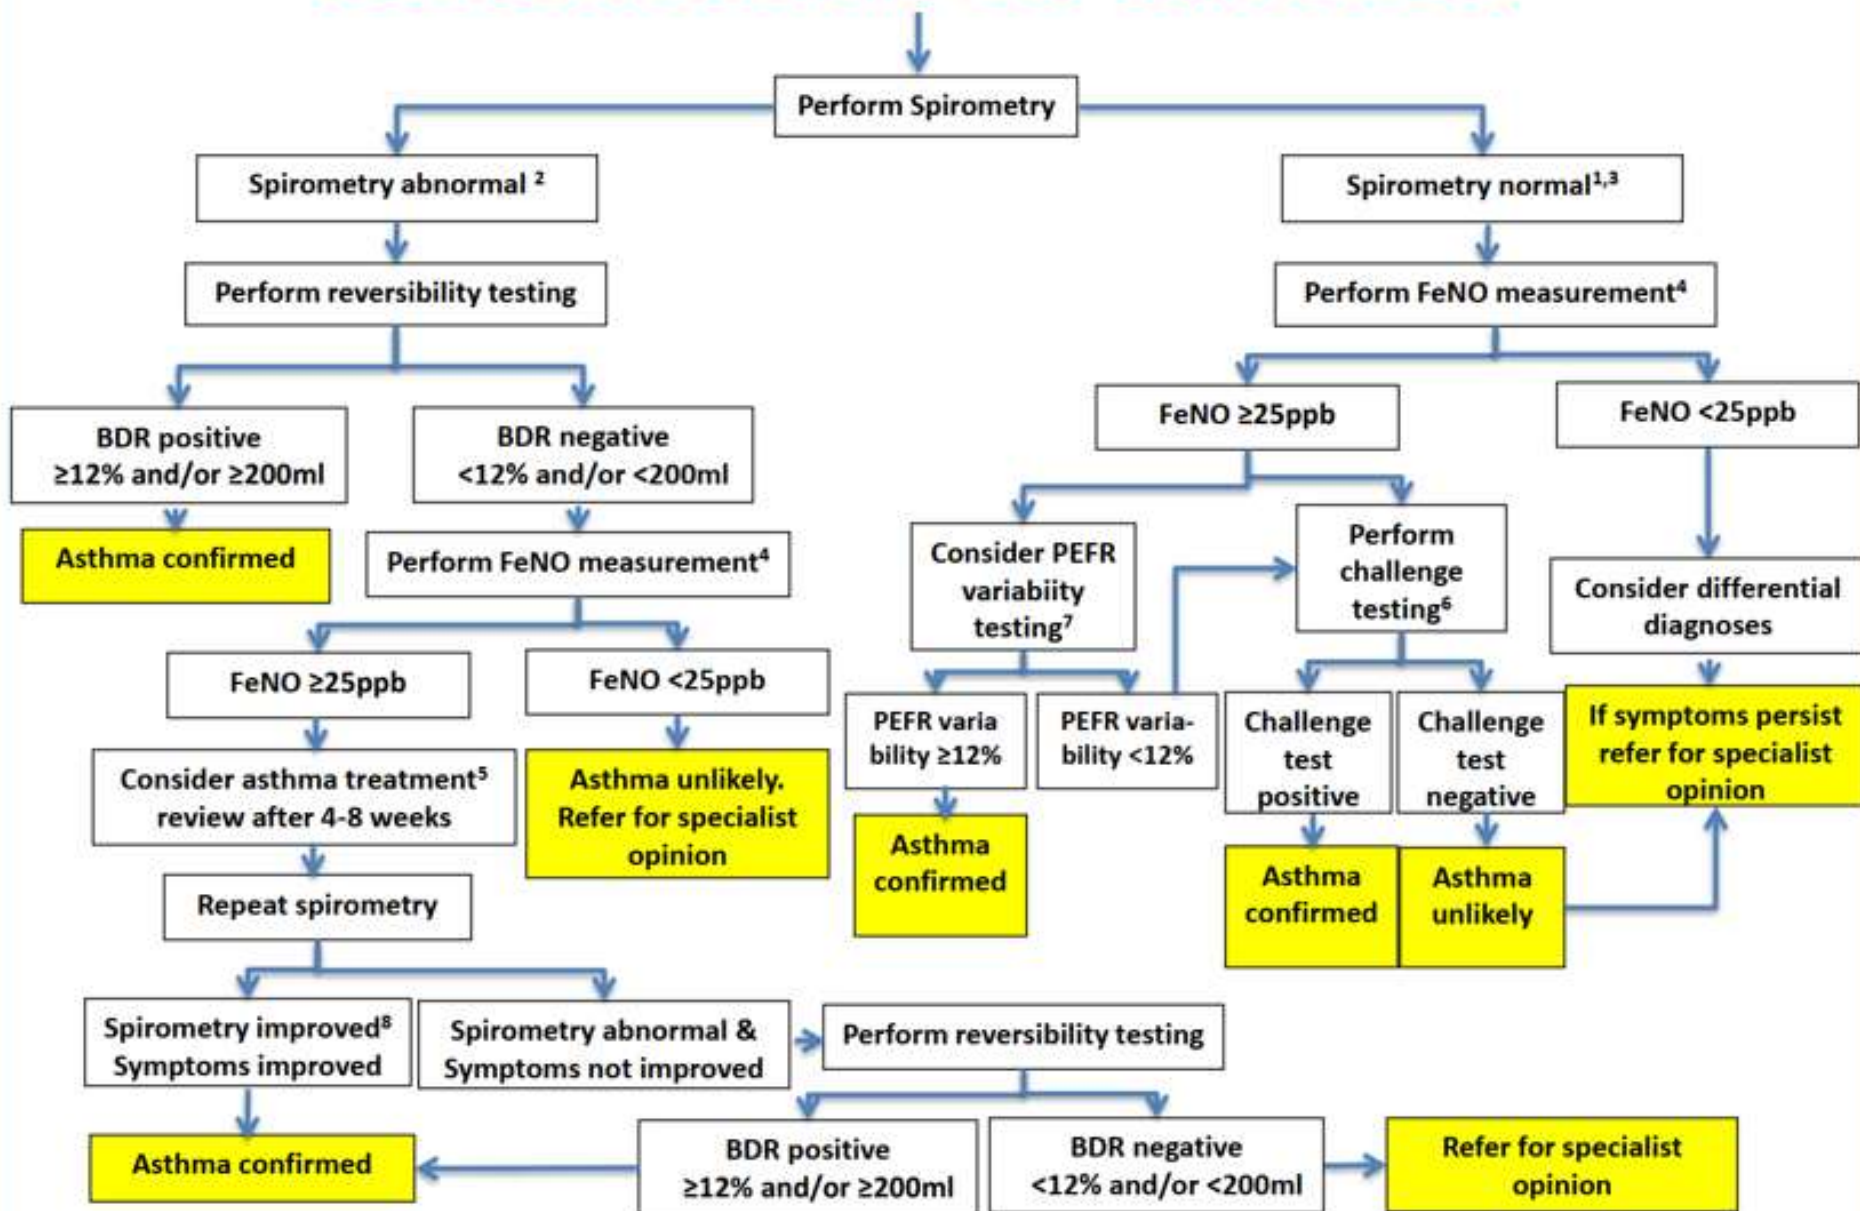 Perform Spirometry
Spirometry abnormal ²
Spirometry normal¹,³
Perform reversibility testing
Perform FeNO measurement⁴
BDR positive
≥12% and/or ≥200ml
BDR negative
<12% and/or <200ml
FeNO ≥25ppb
FeNO <25ppb
Asthma confirmed
Perform FeNO measurement⁴
Consider PEFR
variabiity
testing⁷
Perform
challenge
testing⁶
Consider differential
diagnoses
FeNO ≥25ppb
FeNO <25ppb
PEFR varia
bility ≥12%
PEFR varia-
bility <12%
Challenge
test
positive
Challenge
test
negative
If symptoms persist
refer for specialist
opinion
Consider asthma treatment⁵
review after 4-8 weeks
Asthma unlikely.
Refer for specialist
opinion
Asthma
confirmed
Asthma
confirmed
Asthma
unlikely
Repeat spirometry
Spirometry improved⁸
Symptoms improved
Spirometry abnormal &
Symptoms not improved
Perform reversibility testing
Asthma confirmed
BDR positive
≥12% and/or ≥200ml
BDR negative
<12% and/or <200ml
Refer for specialist
opinion